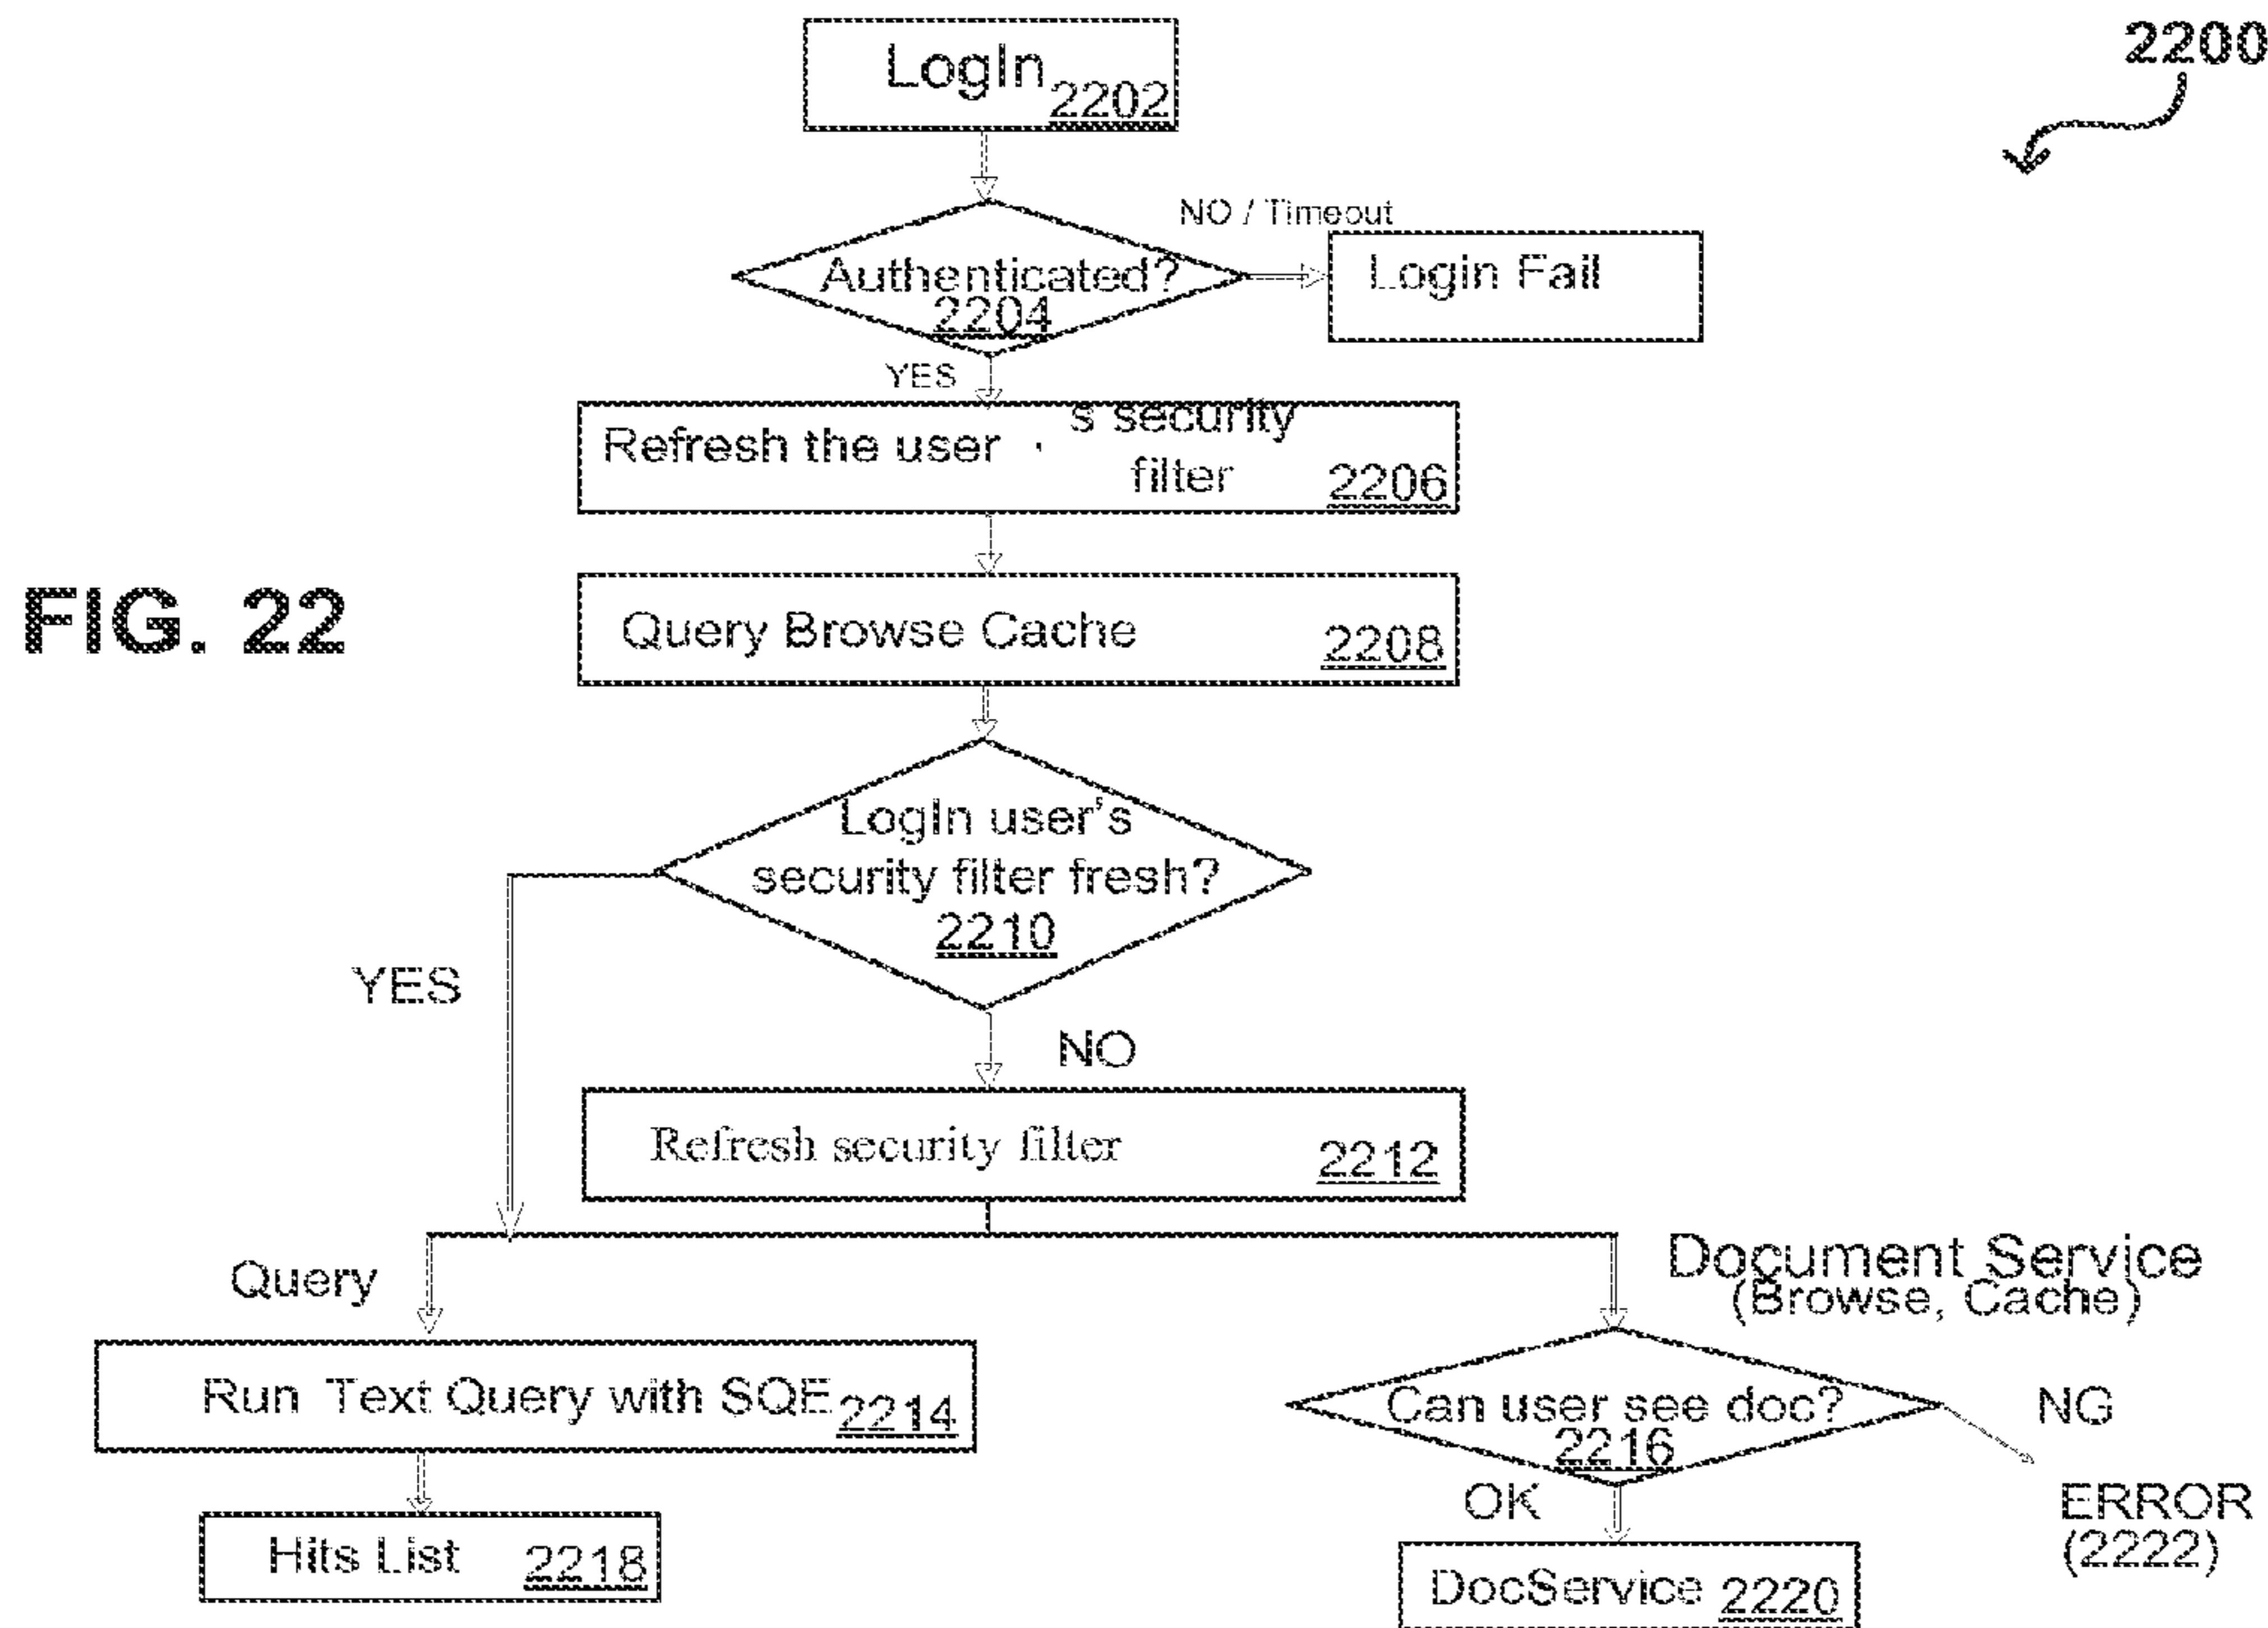 2200
LogIn 2202
NO / Timeout
Authenticated?
2204
Login Fail
YES
Refresh the user 's security
filter 2206
FIG. 22
Query Browse Cache 2208
LogIn user's
security filter fresh?
2210
YES
NO
Refresh security filter 2212
Query
Document Service
(Browse, Cache)
Run Text Query with SQE 2214
Can user see doc?
2216
NG
OK
ERROR
(2222)
Hits List 2218
DocService 2220